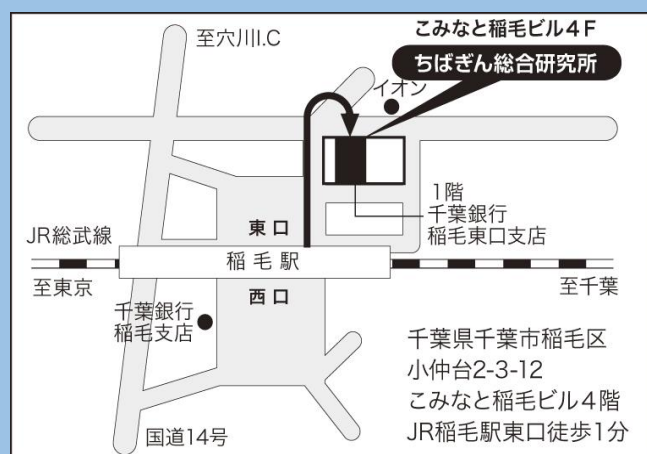 こみなと稲毛ビル４F
ちばぎん総合研究所
至穴川I.C
イオン
1階
千葉銀行
稲毛東口支店
東口
JR総武線
稲毛駅
至東京
至千葉
西口
千葉銀行
稲毛支店
国道14号
千葉県千葉市稲毛区
小仲台2-3-12
こみなと稲毛ビル４階
JR稲毛駅東口徒歩1分